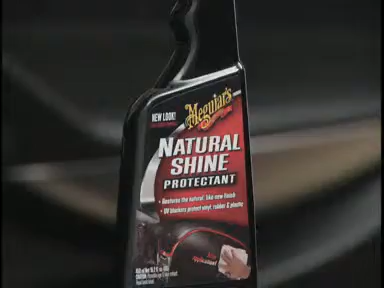 NEW LOOK!
Meguiar's
NATURAL
SHINE
PROTECTANT
• Restores the natural, like-new finish
• UV blockers protect vinyl, rubber & plastic